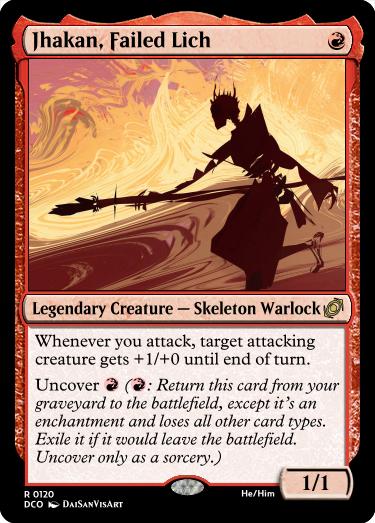 Jhakan, Failed Lich
Legendary Creature — Skeleton Warlock
Whenever you attack, target attacking
creature gets +1/+0 until end of turn.
Uncover (: Return this card from your
graveyard to the battlefield, except it's an
enchantment and loses all other card types.
Exile it if it would leave the battlefield.
Uncover only as a sorcery.)
1/1
R 0120
He/Him
DCO DaiSanVisArt